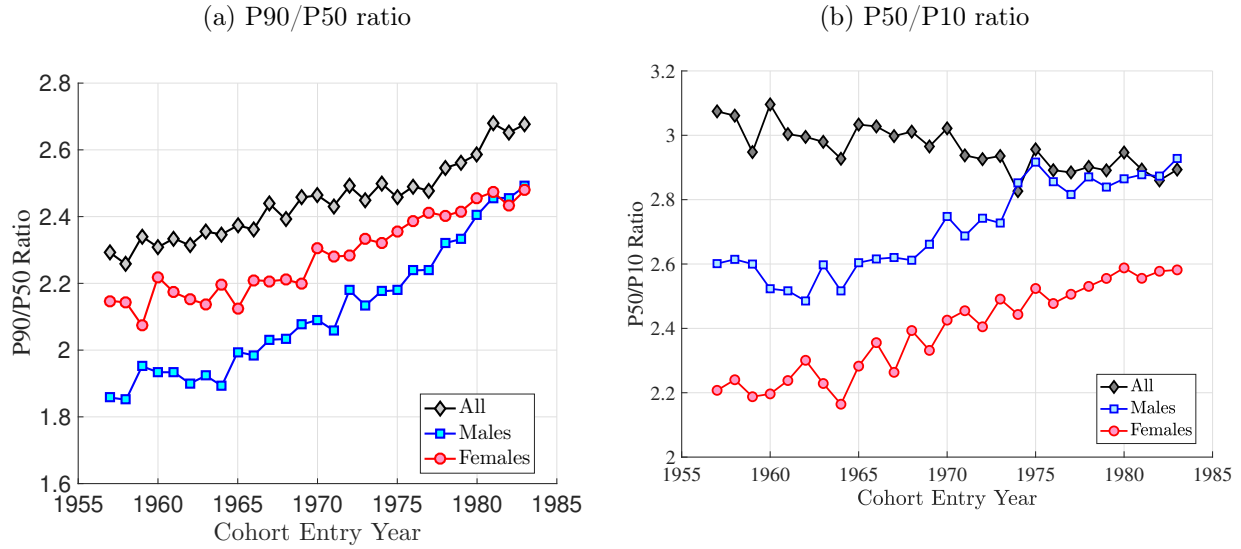 (a) P90/P50 ratio
P90/P50 Ratio
2.8
2.6
2.4
2.2
2
1.8
1.6
1955 1960 1965 1970 1975 1980 1985
Cohort Entry Year
All
Males
Females
(b) P50/P10 ratio
P50/P10 Ratio
3.2
3
2.8
2.6
2.4
2.2
2
1955 1960 1965 1970 1975 1980 1985
Cohort Entry Year
All
Males
Females